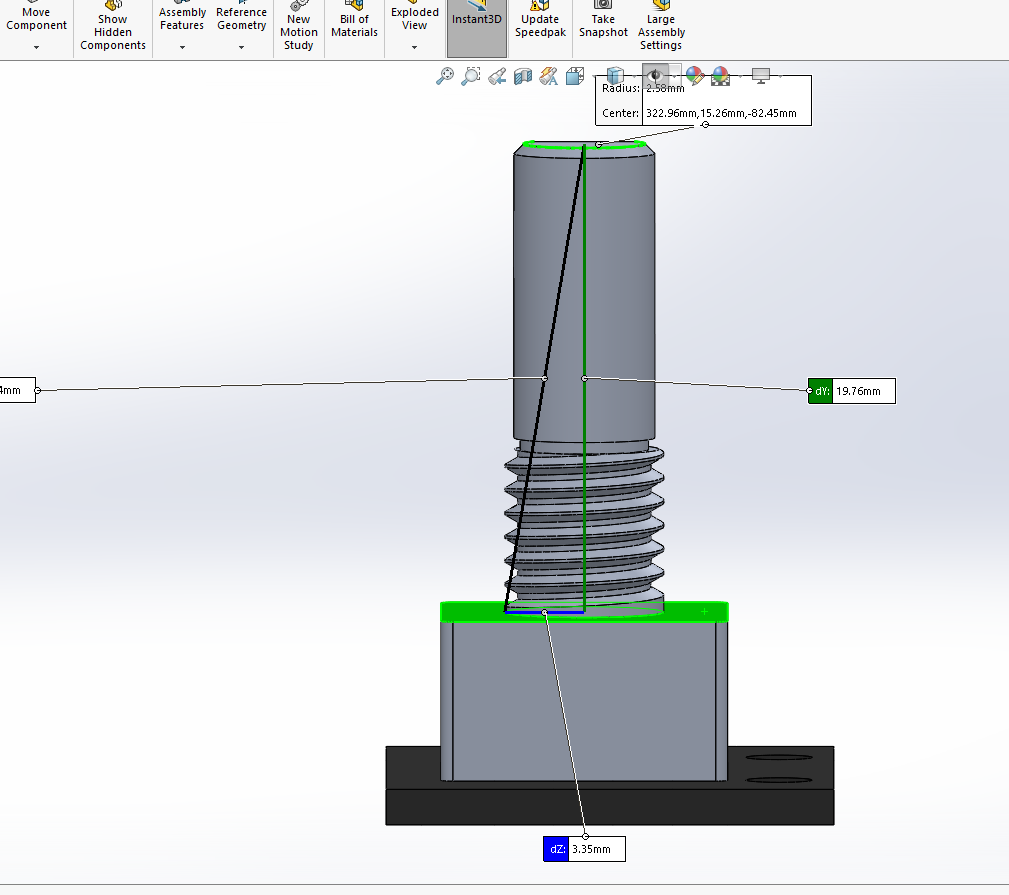 Move
Component
Show
Hidden
Components
Assembly
Features
Reference
Geometry
New
Motion
Study
Bill of
Materials
Exploded
View
Instant3D
Update
Speedpak
Take
Snapshot
Large
Assembly
Settings
Radius: 2.58mm
Center: 322.96mm,15.26mm,-82.45mm
4mm
dY: 19.76mm
dZ: 3.35mm